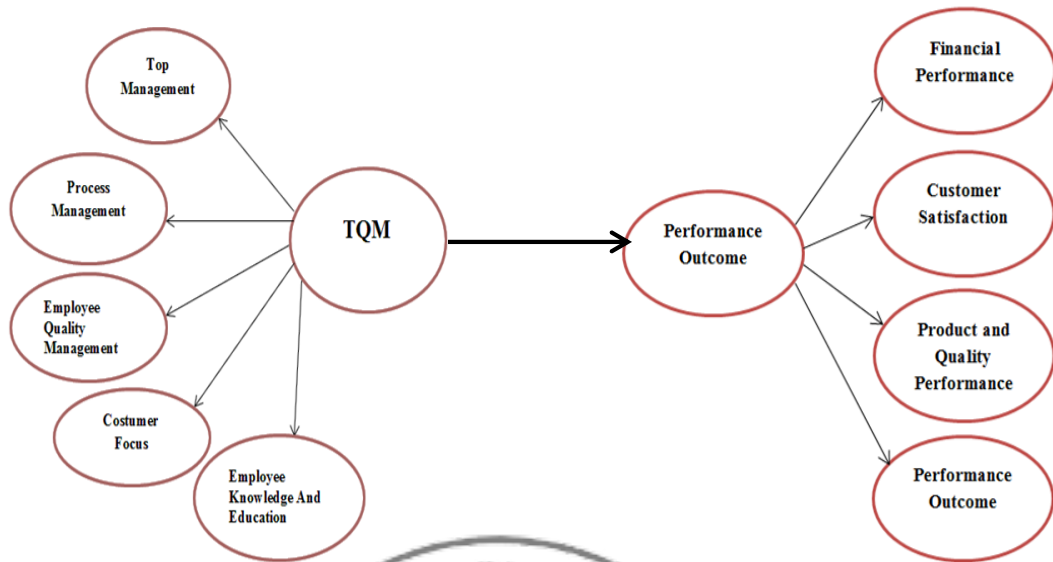 Top
Management
Process
Management
Employee
Quality
Management
Costumer
Focus
Employee
Knowledge And
Education
TQM
Performance
Outcome
Financial
Performance
Customer
Satisfaction
Product and
Quality
Performance
Performance
Outcome